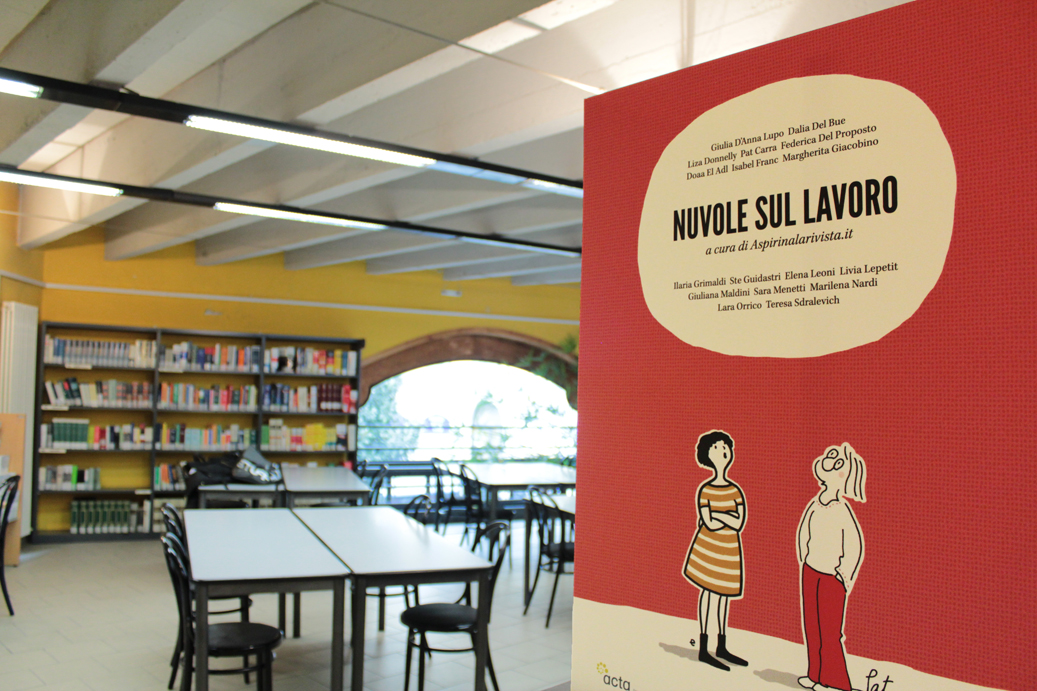 Giulia D'Anna Lupo Dalia Del Bue
Liza Donnelly Pat Carra Federica Del Proposto
Doaa El Adl Isabel Franc Margherita Giacobino
NUVOLE SUL LAVORO
a cura di Aspirinalarivista.it
Ilaria Grimaldi Ste Guidastri Elena Leoni Livia Lepetit
Giuliana Maldini Sara Menetti Marilena Nardi
Lara Orrico Teresa Sdralevich
acta